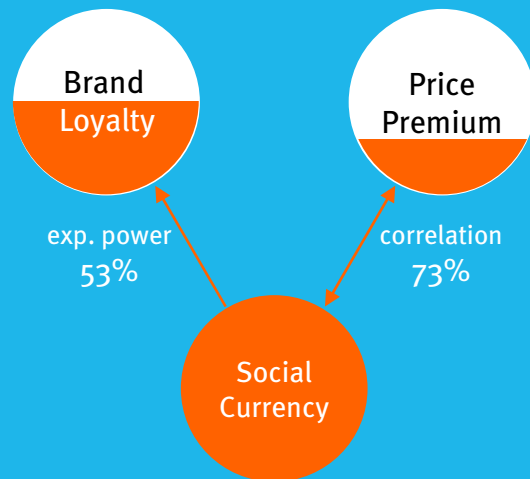 Brand
Loyalty
Price
Premium
exp. power
53%
correlation
73%
Social
Currency